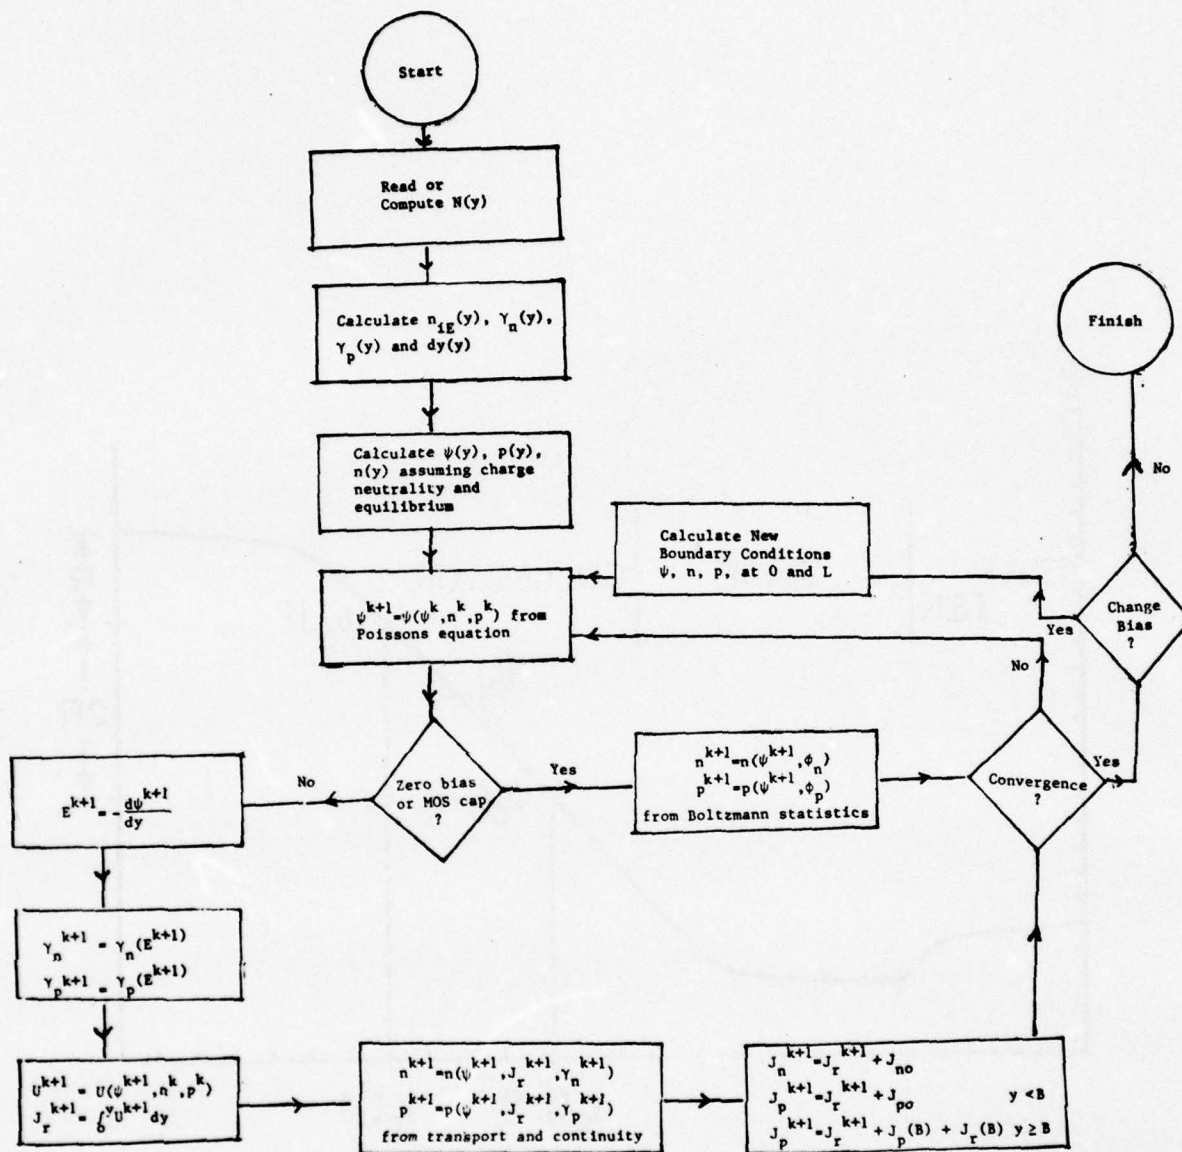 Start
Read or
Compute N(y)
Calculate n_iE(y), γ_n(y),
γ_p(y) and dy(y)
Calculate ψ(y), p(y),
n(y) assuming charge
neutrality and
equilibrium
ψ^k+1=ψ(ψ^k,n^k,p^k) from
Poissons equation
Calculate New
Boundary Conditions
ψ, n, p, at 0 and L
Finish
No
Change
Bias
?
Yes
No
Zero bias
or MOS cap
?
No
Yes
n^k+1=n(ψ^k+1,ϕ_n)
p^k+1=p(ψ^k+1,ϕ_p)
from Boltzmann statistics
Convergence
?
Yes
E^k+1=-dψ^k+1/dy
γ_n^k+1 = γ_n(E^k+1)
γ_p^k+1 = γ_p(E^k+1)
U^k+1 = U(ψ^k+1,n^k,p^k)
J_r^k+1= ∫_0^y U^k+1dy
n^k+1=n(ψ^k+1,J_r^k+1,γ_n^k+1)
p^k+1=p(ψ^k+1,J_r^k+1,γ_p^k+1)
from transport and continuity
J_n^k+1=J_r^k+1 + J_no
J_p^k+1=J_r^k+1 + J_po y <B
J_p^k+1=J_r^k+1 + J_p(B) + J_r(B) y ≥ B